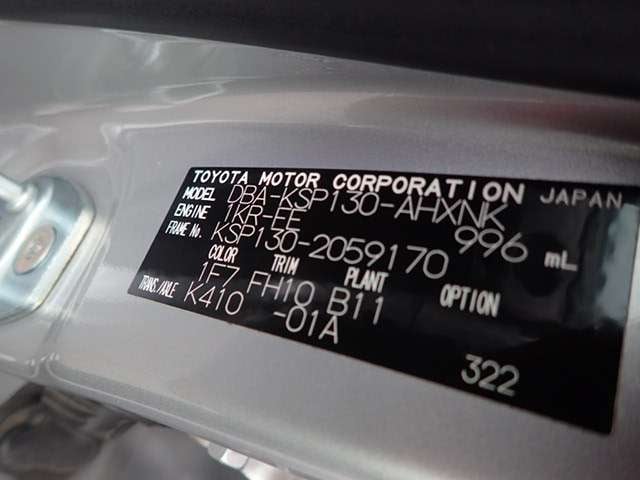 TOYOTA MOTOR CORPORATION JAPAN
MODEL DBA-KSP130-AHXNK
ENGINE 1KR-FE 996 mL
FRAME No. KSP130-2059170
COLOR TRIM PLANT OPTION
1F7 FH10 B11
TRANS./AXLE K410 -01A
322